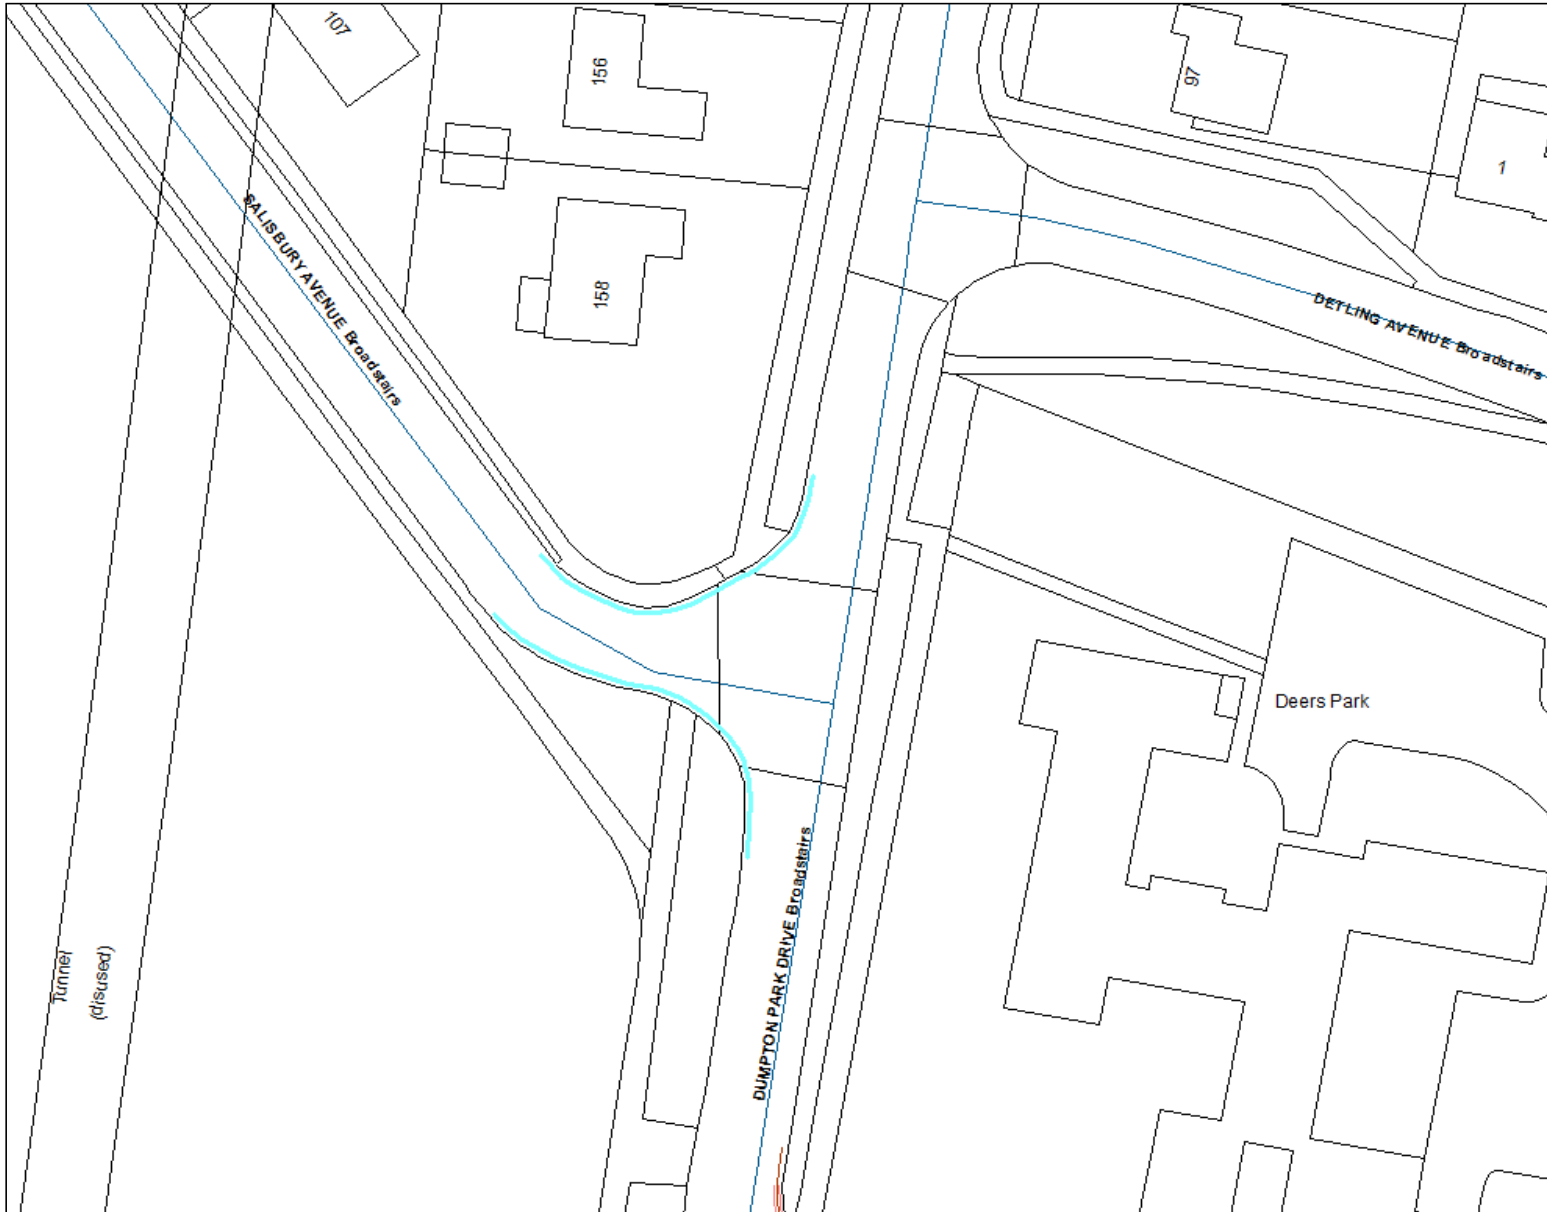 107
156
97
1
SALISBURY AVENUE Broadstairs
158
DETLING AVENUE Broadstairs
Deers Park
DUMPTON PARK DRIVE Broadstairs
Tunnel
(disused)